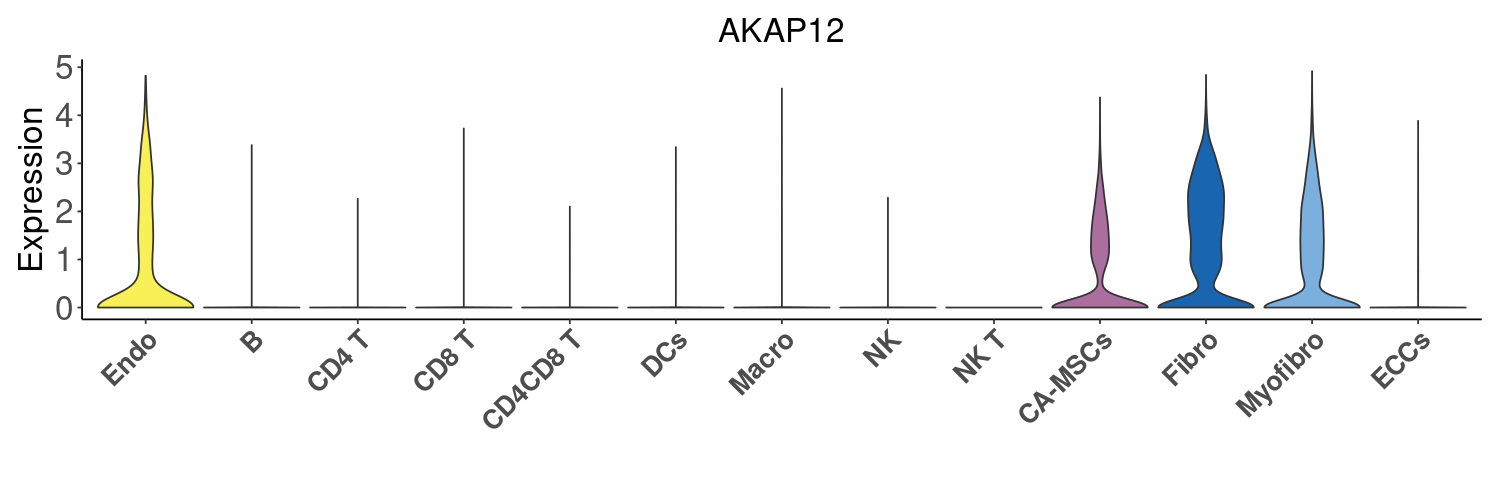 AKAP12
Expression
5
4
3
2
1
0
Endo
B
CD4 T
CD8 T
CD4CD8 T
DCs
Macro
NK
NK T
CA-MSCs
Fibro
Myofibro
ECCs